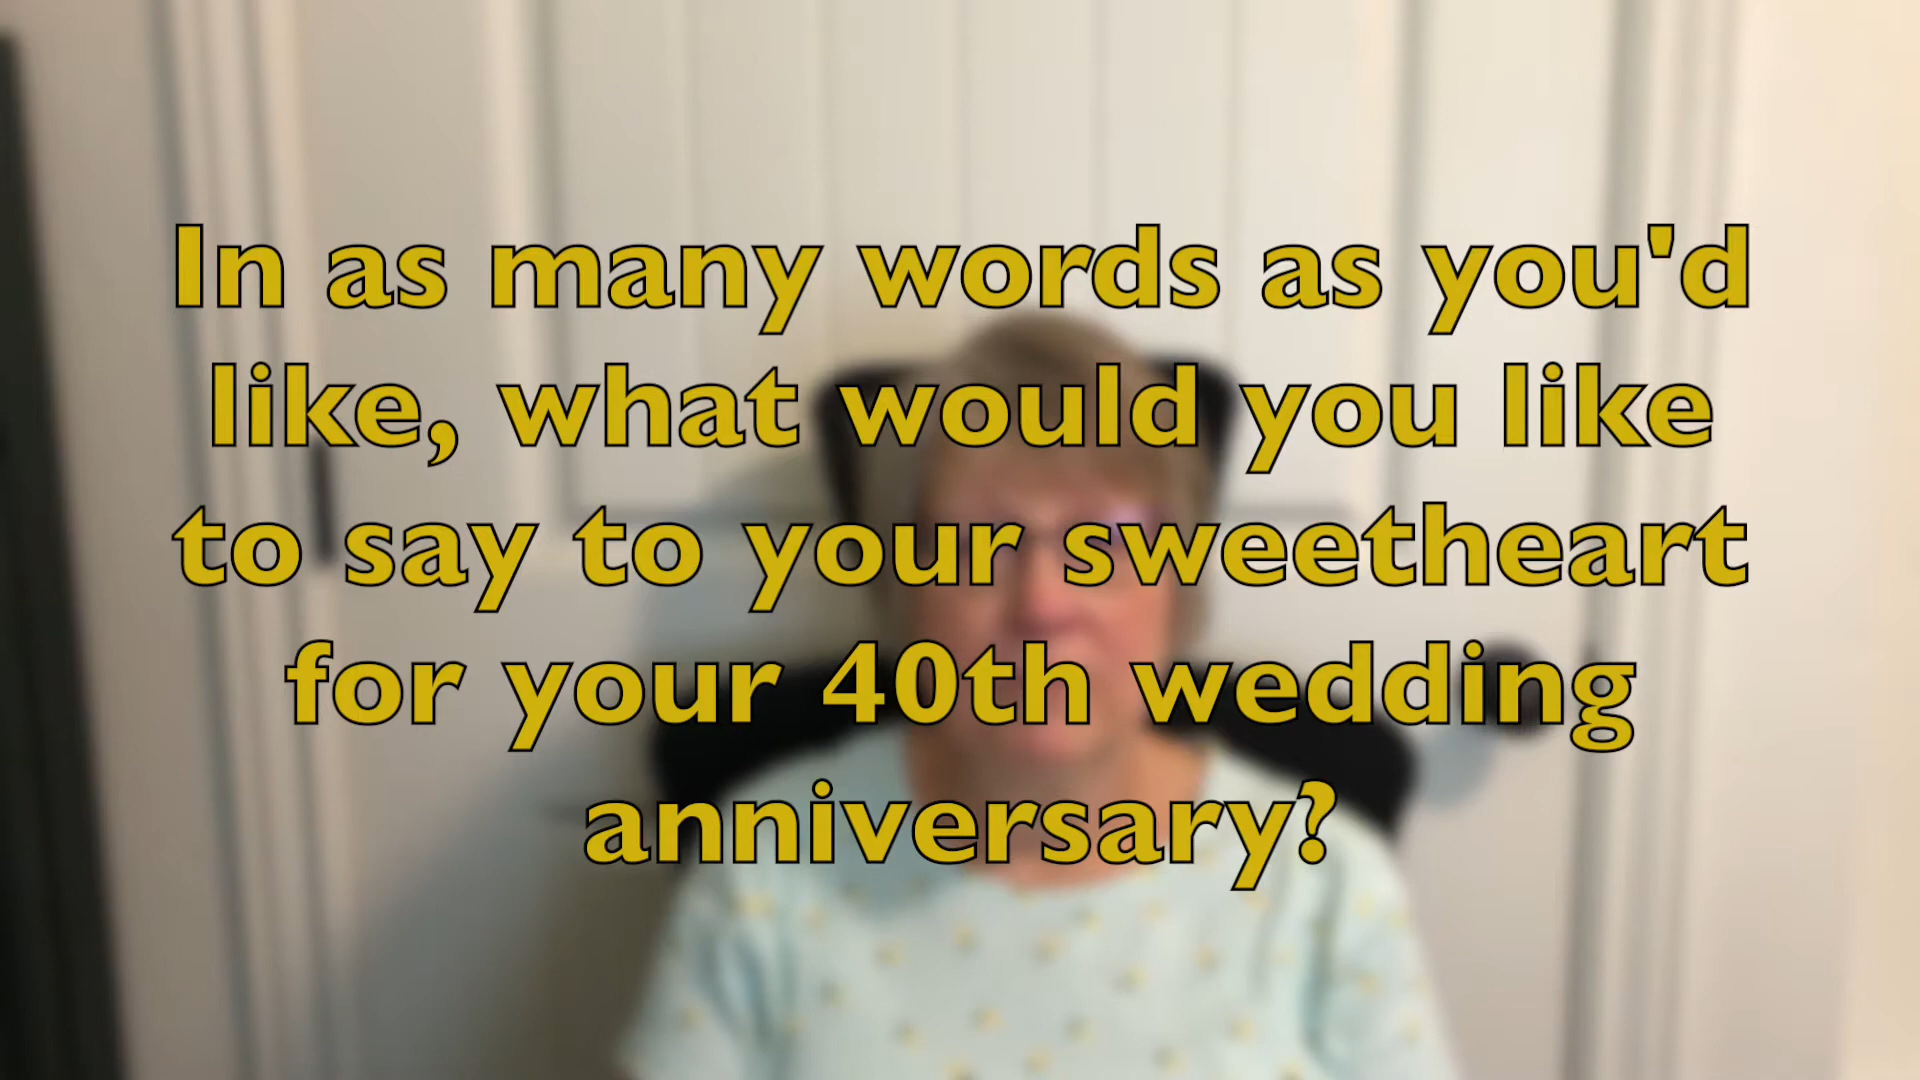 In as many words as you'd
like, what would you like
to say to your sweetheart
for your 40th wedding
anniversary?